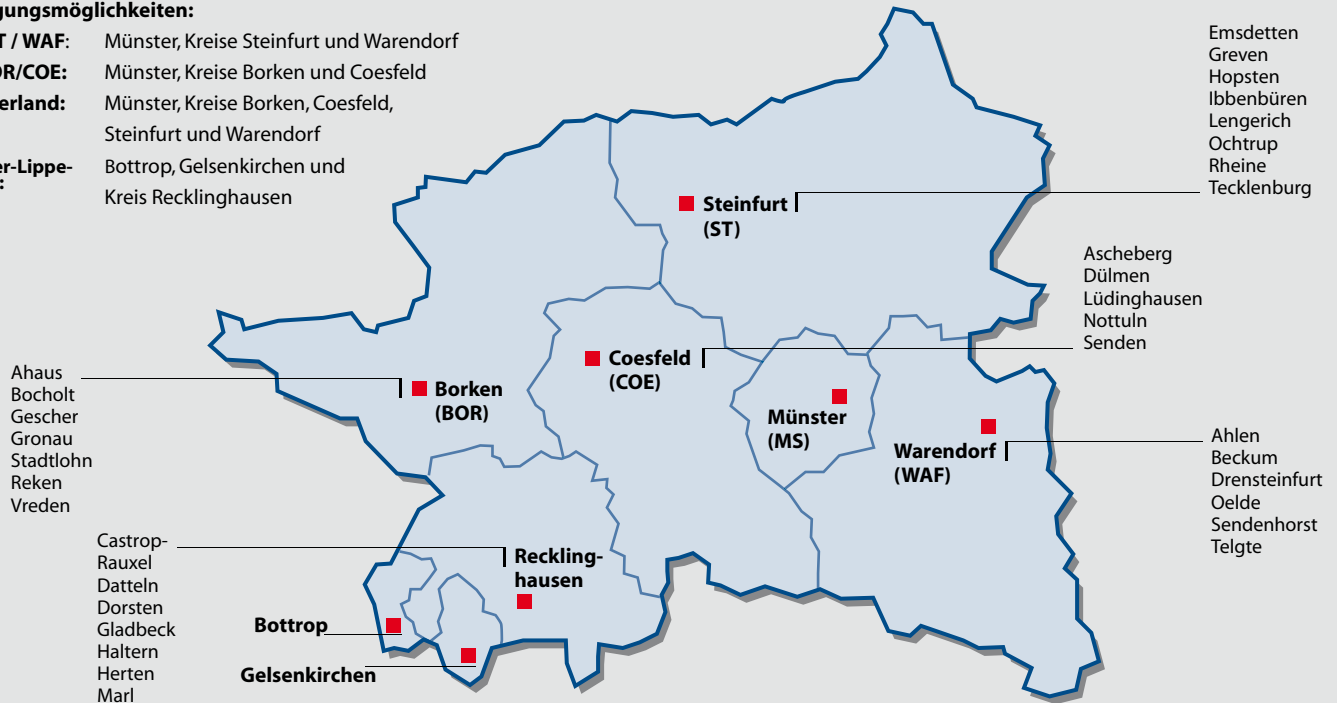 gungsmöglichkeiten:
T / WAF: Münster, Kreise Steinfurt und Warendorf
OR/COE: Münster, Kreise Borken und Coesfeld
erland: Münster, Kreise Borken, Coesfeld,
Steinfurt und Warendorf
er-Lippe- Bottrop, Gelsenkirchen und
:
Kreis Recklinghausen
Emsdetten
Greven
Hopsten
Ibbenbüren
Lengerich
Ochtrup
Rheine
Tecklenburg
Steinfurt
(ST)
Ascheberg
Dülmen
Lüdinghausen
Nottuln
Senden
Coesfeld
(COE)
Ahaus
Bocholt
Gescher
Gronau
Stadtlohn
Reken
Vreden
Borken
(BOR)
Münster
(MS)
Warendorf
(WAF)
Ahlen
Beckum
Drensteinfurt
Oelde
Sendenhorst
Telgte
Castrop-
Rauxel
Datteln
Dorsten
Gladbeck
Haltern
Herten
Marl
Reckling-
hausen
Bottrop
Gelsenkirchen